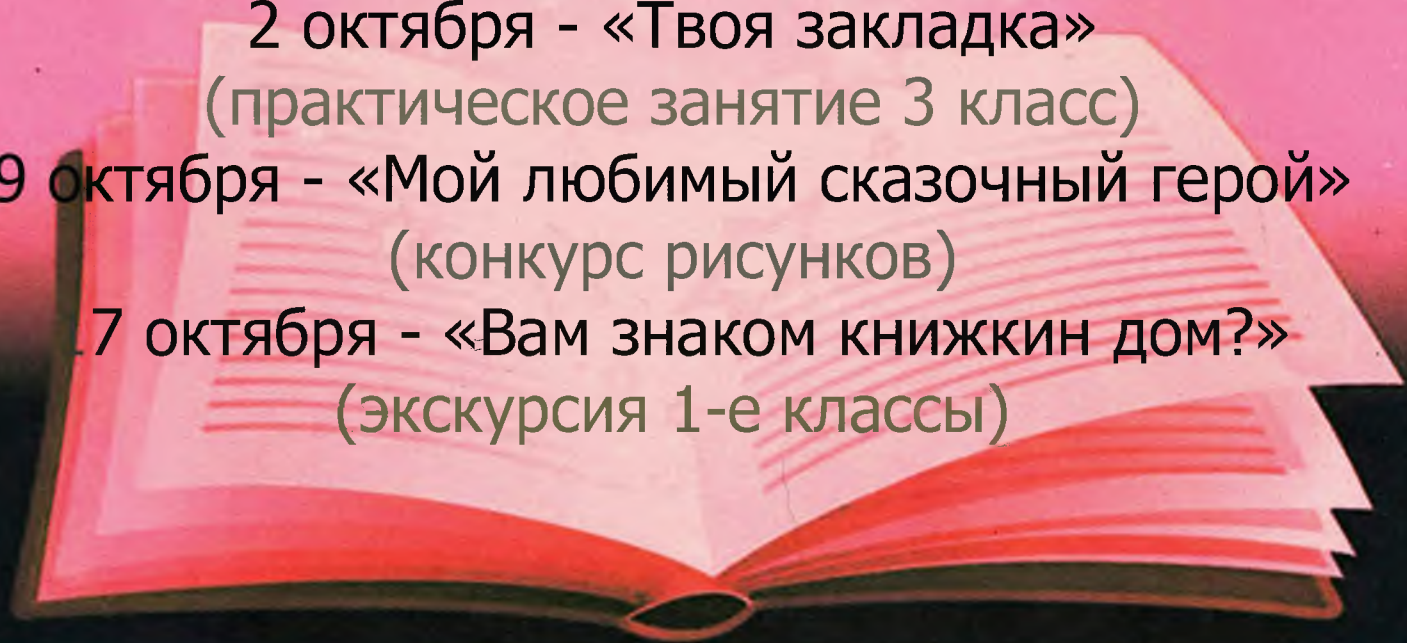 2 октября - «Твоя закладка»
(практическое занятие 3 класс)
9 октября - «Мой любимый сказочный герой»
(конкурс рисунков)
17 октября - «Вам знаком книжкин дом?»
(экскурсия 1-е классы)